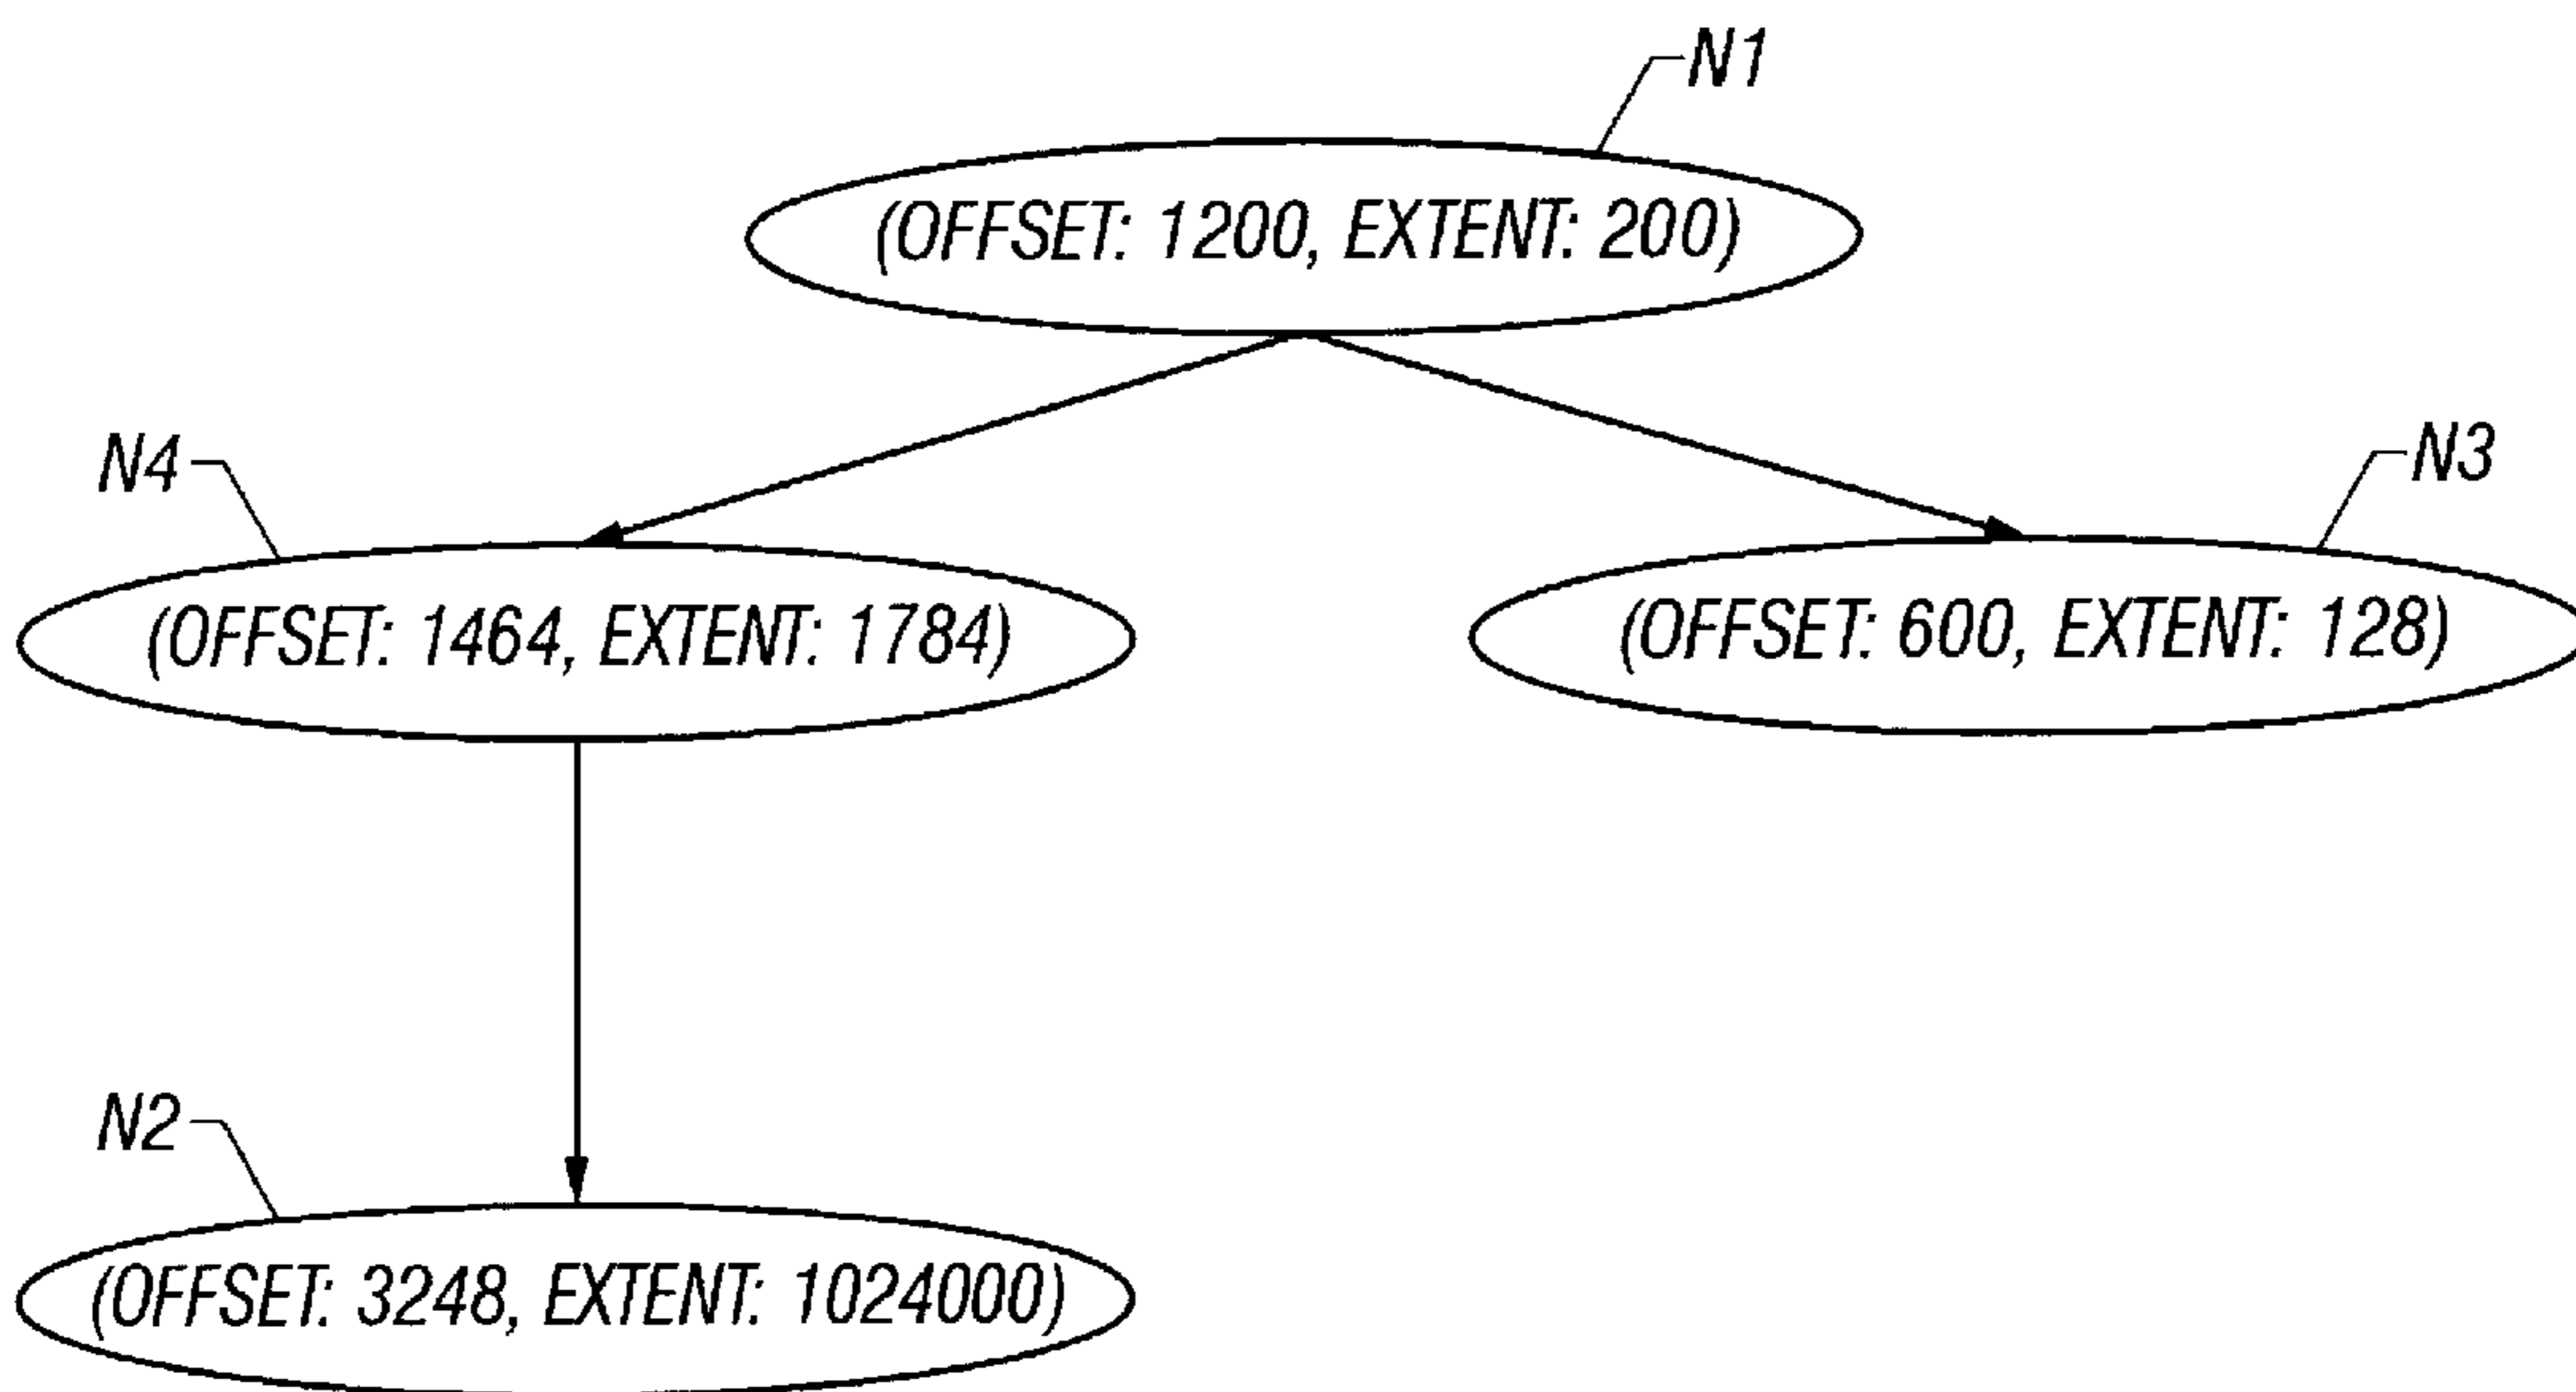 N1
(OFFSET: 1200, EXTENT: 200)
N4
N3
(OFFSET: 1464, EXTENT: 1784)
(OFFSET: 600, EXTENT: 128)
N2
(OFFSET: 3248, EXTENT: 1024000)